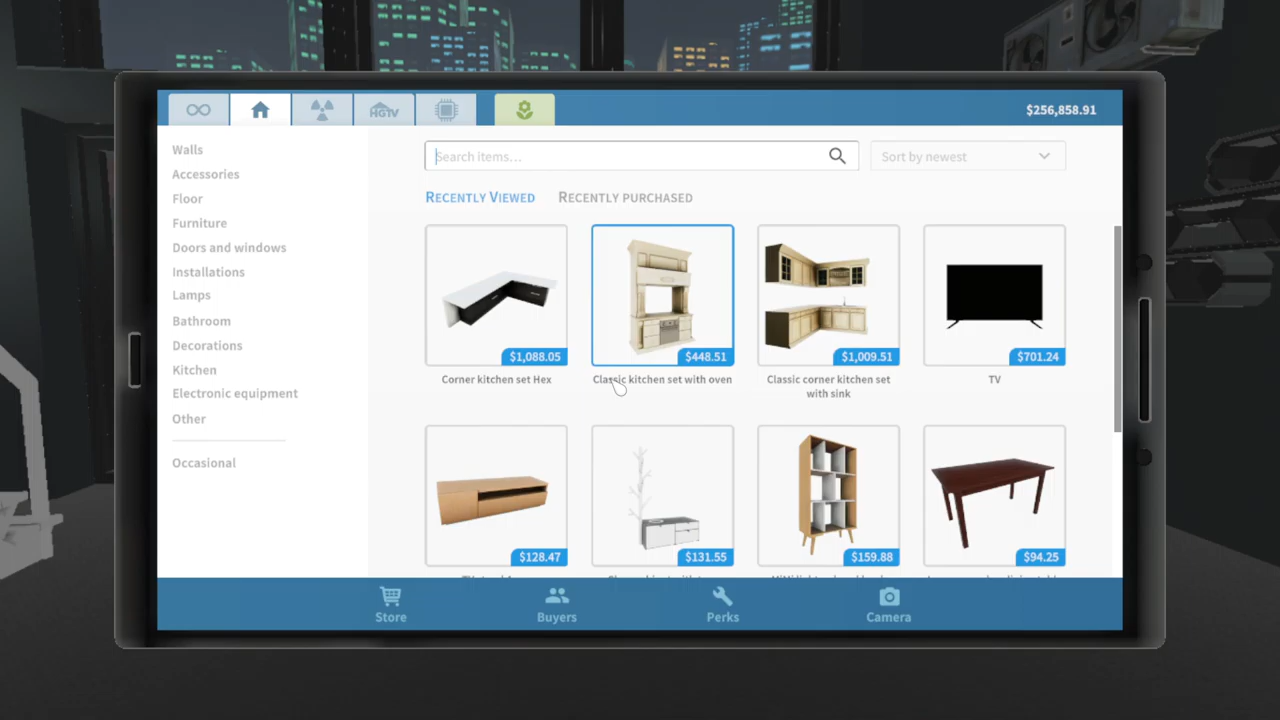 HGTV
$256,858.91
Walls
Accessories
Floor
Furniture
Doors and windows
Installations
Lamps
Bathroom
Decorations
Kitchen
Electronic equipment
Other
Occasional
Search items...
Sort by newest
RECENTLY VIEWED
RECENTLY PURCHASED
$1,088.05
$448.51
$1,009.51
$701.24
Corner kitchen set Hex
Classic kitchen set with oven
Classic corner kitchen set
with sink
TV
$128.47
$131.55
$159.88
$94.25
Store
Buyers
Perks
Camera